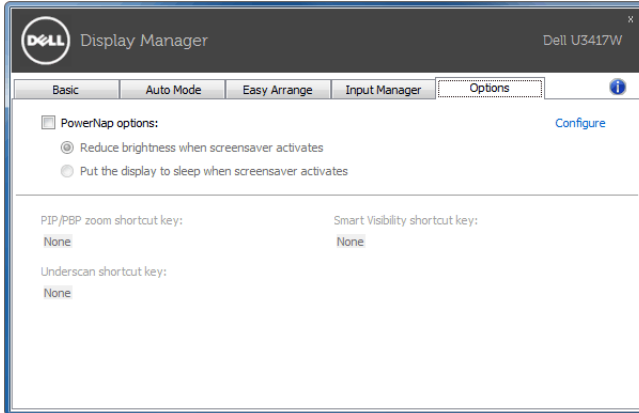 x
DELL Display Manager Dell U3417W
Basic Auto Mode Easy Arrange Input Manager Options i
PowerNap options: Configure
Reduce brightness when screensaver activates
Put the display to sleep when screensaver activates
PIP/PBP zoom shortcut key: Smart Visibility shortcut key:
None None
Underscan shortcut key:
None